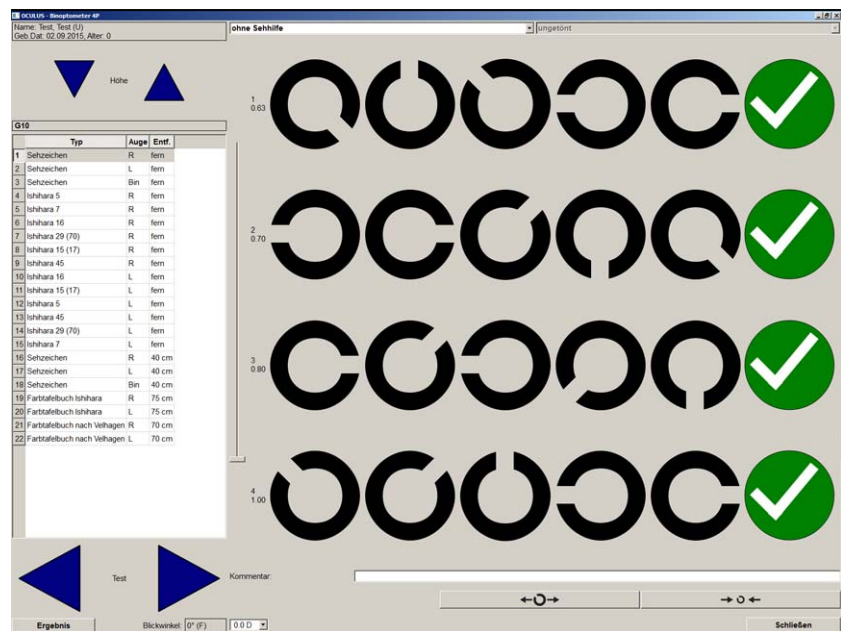 OCULUS - Binoptometer 4P
Name: Test, Test (U)
Geb.Dat: 02.09.2015, Alter: 0
ohne Sehhilfe
ungetönt
Höhe
G10
Typ Auge Entf.
1 Sehzeichen R fern
2 Sehzeichen L fern
3 Sehzeichen Bin fern
4 Ishihara 5 R fern
5 Ishihara 7 R fern
6 Ishihara 16 R fern
7 Ishihara 29 (70) R fern
8 Ishihara 15 (17) R fern
9 Ishihara 45 R fern
10 Ishihara 16 L fern
11 Ishihara 15 (17) L fern
12 Ishihara 5 L fern
13 Ishihara 45 L fern
14 Ishihara 29 (70) L fern
15 Ishihara 7 L fern
16 Sehzeichen R 40 cm
17 Sehzeichen L 40 cm
18 Sehzeichen Bin 40 cm
19 Farbtafelbuch Ishihara R 75 cm
20 Farbtafelbuch Ishihara L 75 cm
21 Farbtafelbuch nach Velhagen R 70 cm
22 Farbtafelbuch nach Velhagen L 70 cm
1
0.63
2
0.70
3
0.80
4
1.00
Test
Kommentar:
Ergebnis
Blickwinkel: 0° (F)
0.0 D
Schließen